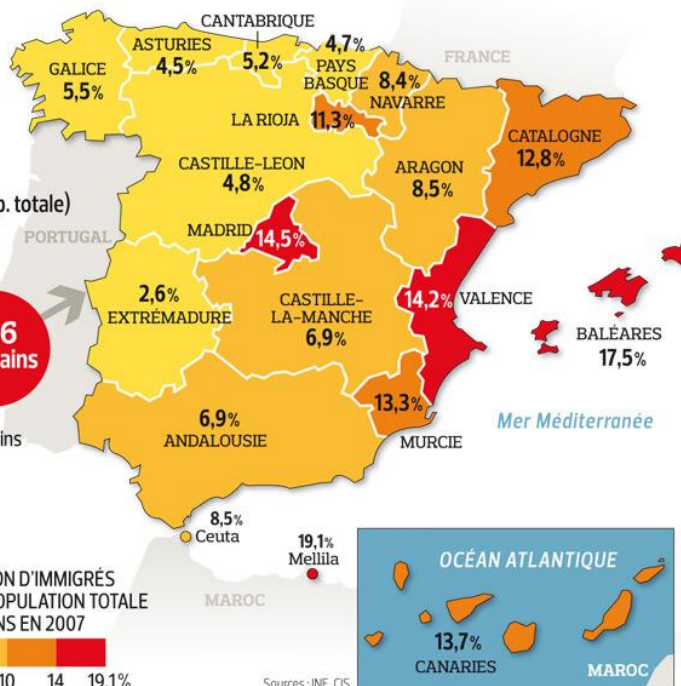 CANTABRIQUE
5,2%
ASTURIES
4,5%
4,7%
PAYS
BASQUE
FRANCE
GALICE
5,5%
8,4%
NAVARRE
LA RIOJA
11,3%
CATALOGNE
12,8%
CASTILLE-LEON
4,8%
ARAGON
8,5%
. totale)
PORTUGAL
MADRID
14,5%
2,6%
EXTRÉMADURE
CASTILLE-
LA-MANCHE
6,9%
14,2%
VALENCE
BALÉARES
17,5%
6
ains
ins
6,9%
ANDALOUSIE
13,3%
MURCIE
Mer Méditerranée
8,5%
Ceuta
19,1%
Mellila
MAROC
ON D'IMMIGRÉS
OPULATION TOTALE
NS EN 2007
10 14 19,1%
Sources : INE, CIS
OCÉAN ATLANTIQUE
13,7%
CANARIES
MAROC